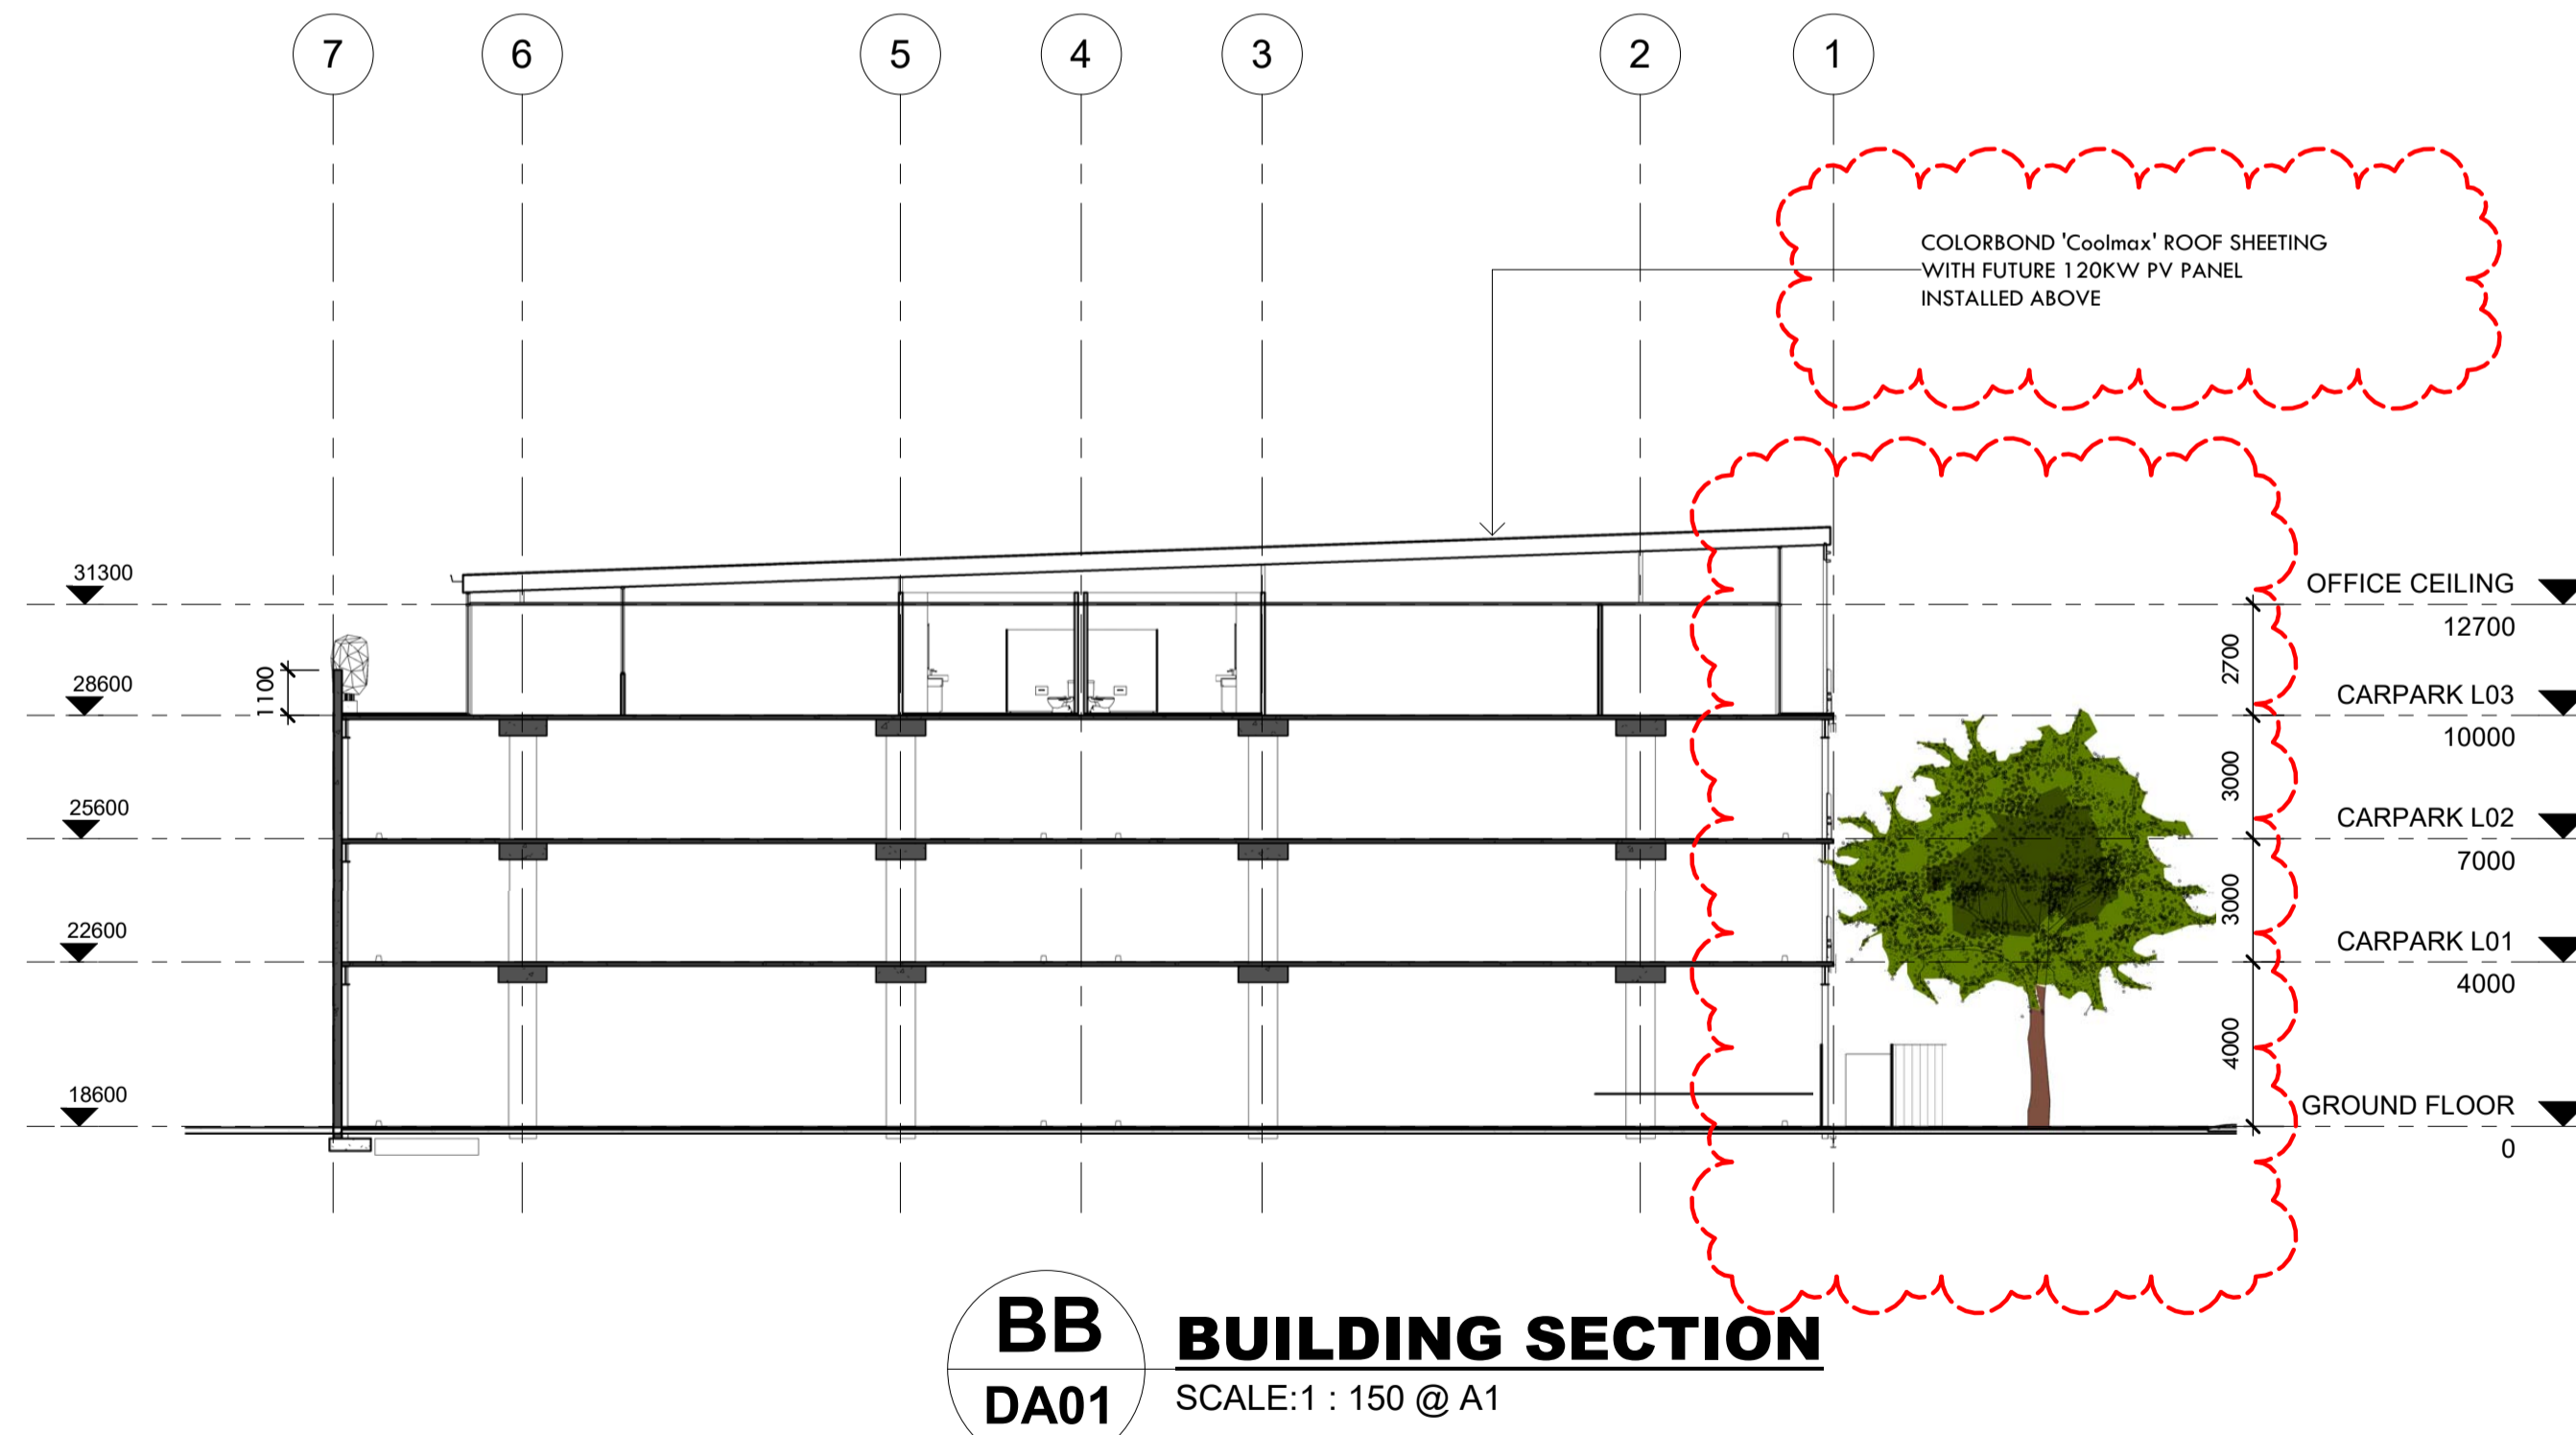 7 6 5 4 3 2 1
COLORBOND 'Coolmax' ROOF SHEETING
WITH FUTURE 120KW PV PANEL
INSTALLED ABOVE
31300
OFFICE CEILING
12700
2700
1100
28600
CARPARK L03
10000
3000
25600
CARPARK L02
7000
3000
22600
CARPARK L01
4000
4000
18600
GROUND FLOOR
0
BB
DA01
BUILDING SECTION
SCALE:1 : 150 @ A1